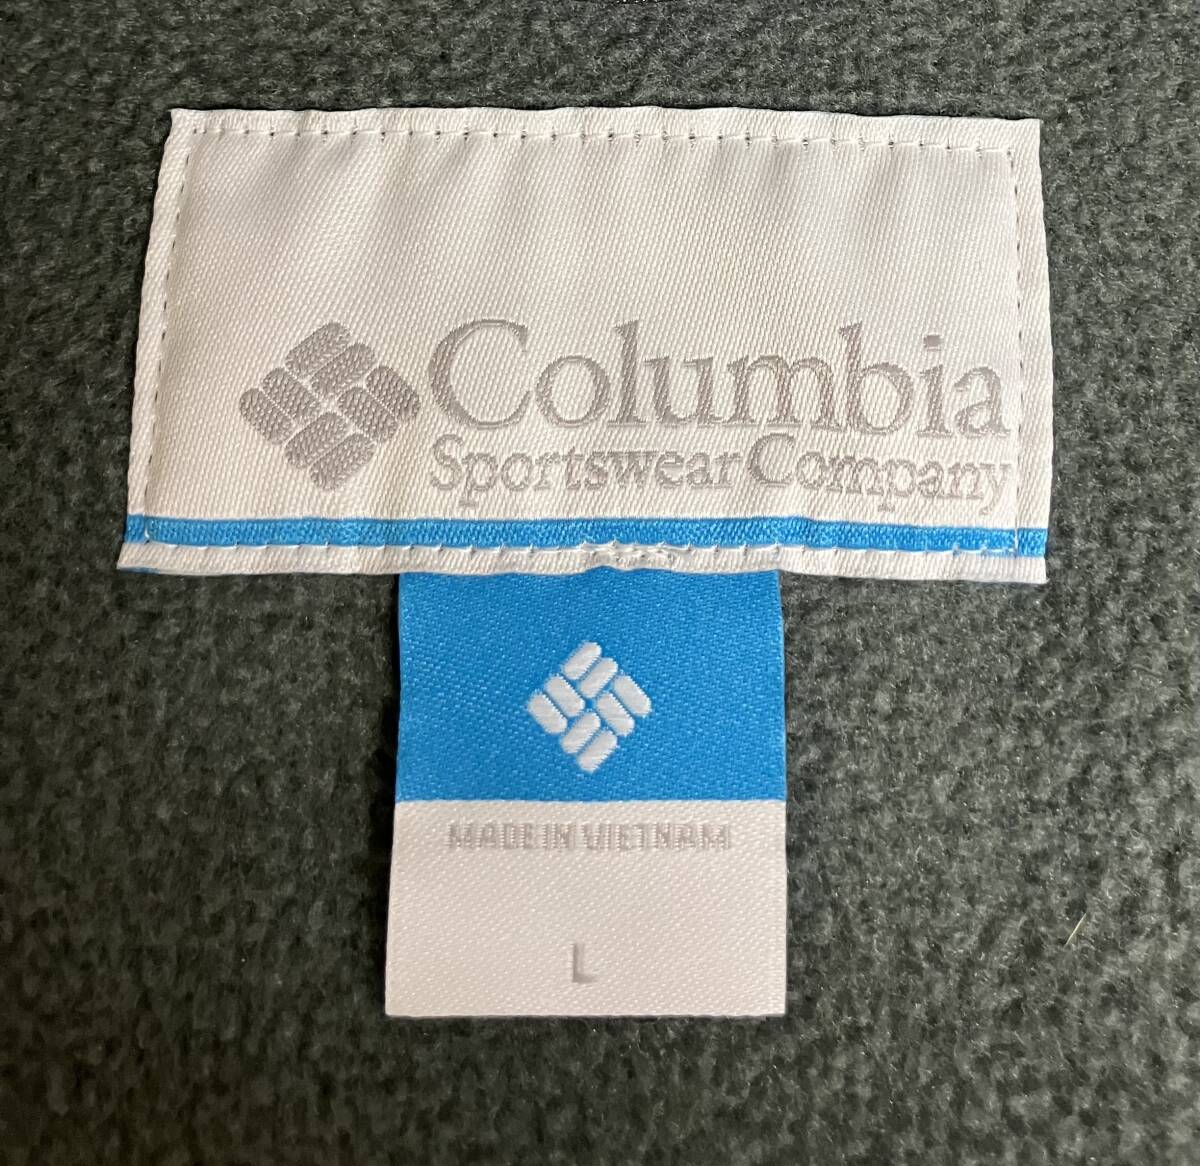 Columbia
Sportswear Company
MADE IN VIETNAM
L